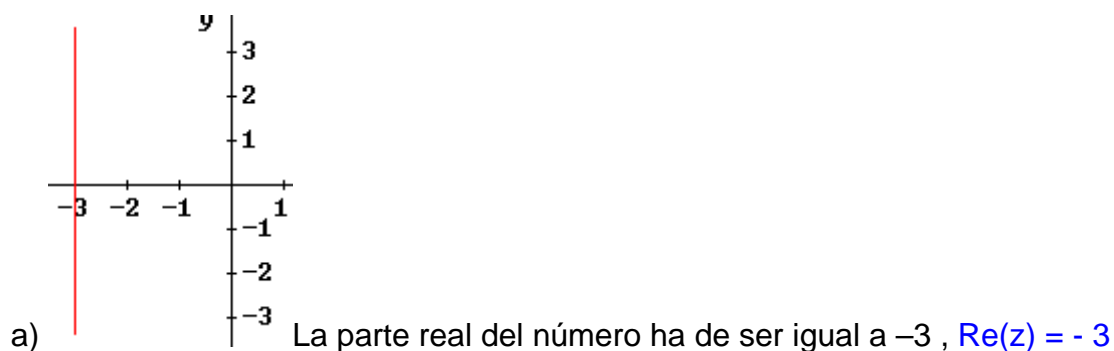 y
3
2
1
-3 -2 -1 1
-1
-2
-3
a) La parte real del número ha de ser igual a –3 , Re(z) = - 3